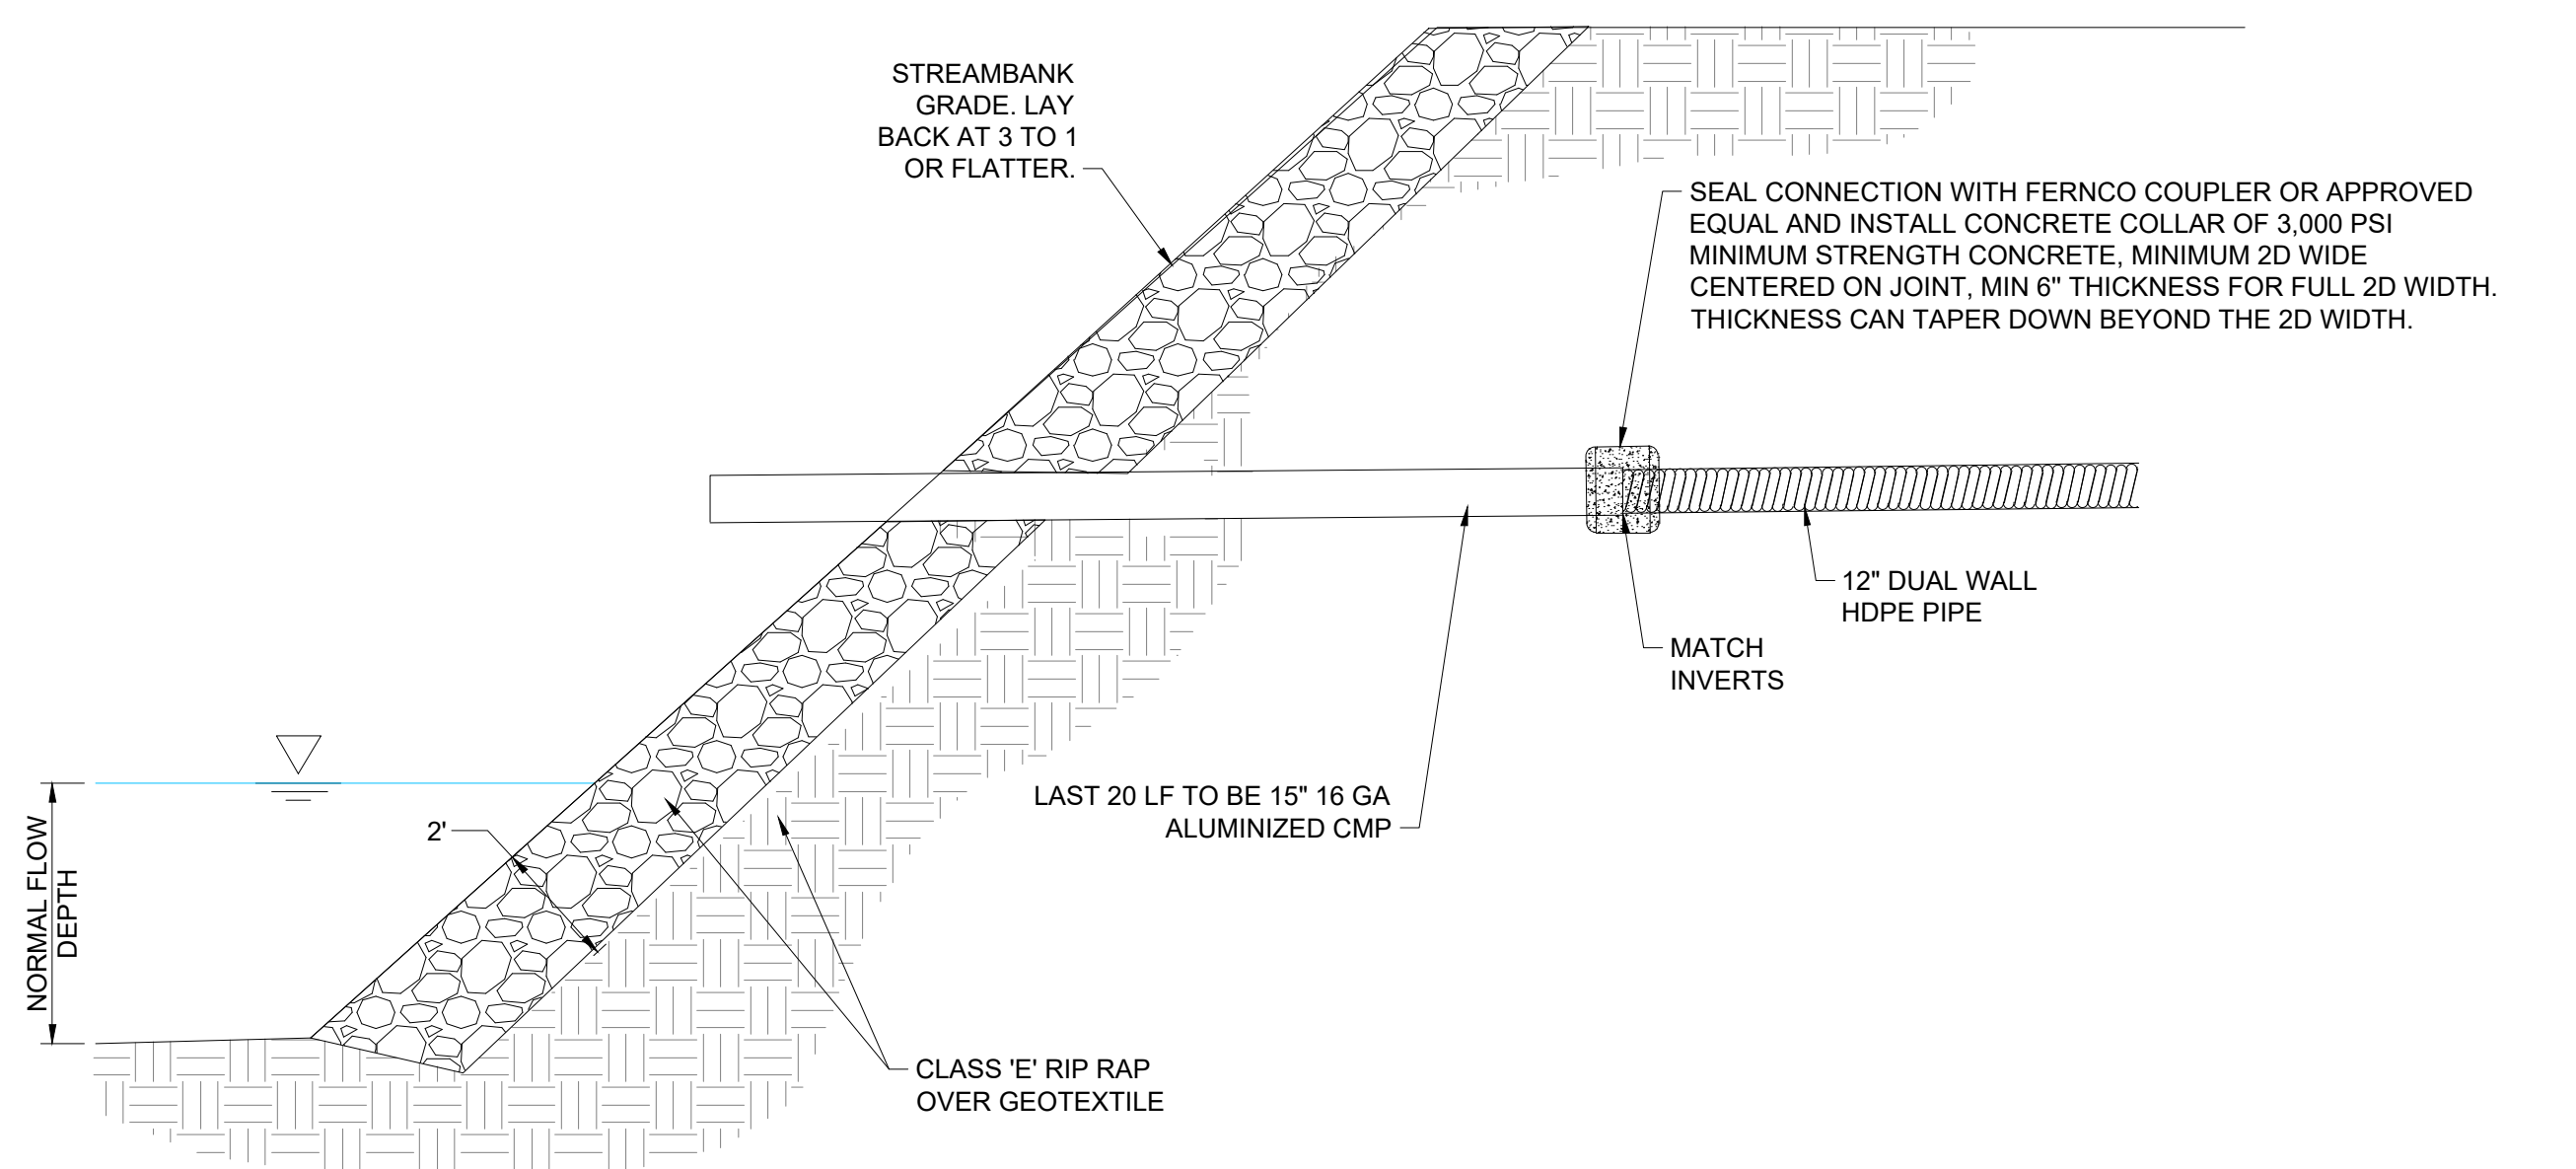 STREAMBANK
GRADE. LAY
BACK AT 3 TO 1
OR FLATTER.
SEAL CONNECTION WITH FERNCO COUPLER OR APPROVED
EQUAL AND INSTALL CONCRETE COLLAR OF 3,000 PSI
MINIMUM STRENGTH CONCRETE, MINIMUM 2D WIDE
CENTERED ON JOINT, MIN 6" THICKNESS FOR FULL 2D WIDTH.
THICKNESS CAN TAPER DOWN BEYOND THE 2D WIDTH.
12" DUAL WALL
HDPE PIPE
MATCH
INVERTS
LAST 20 LF TO BE 15" 16 GA
ALUMINIZED CMP
2'
NORMAL FLOW
DEPTH
CLASS 'E' RIP RAP
OVER GEOTEXTILE